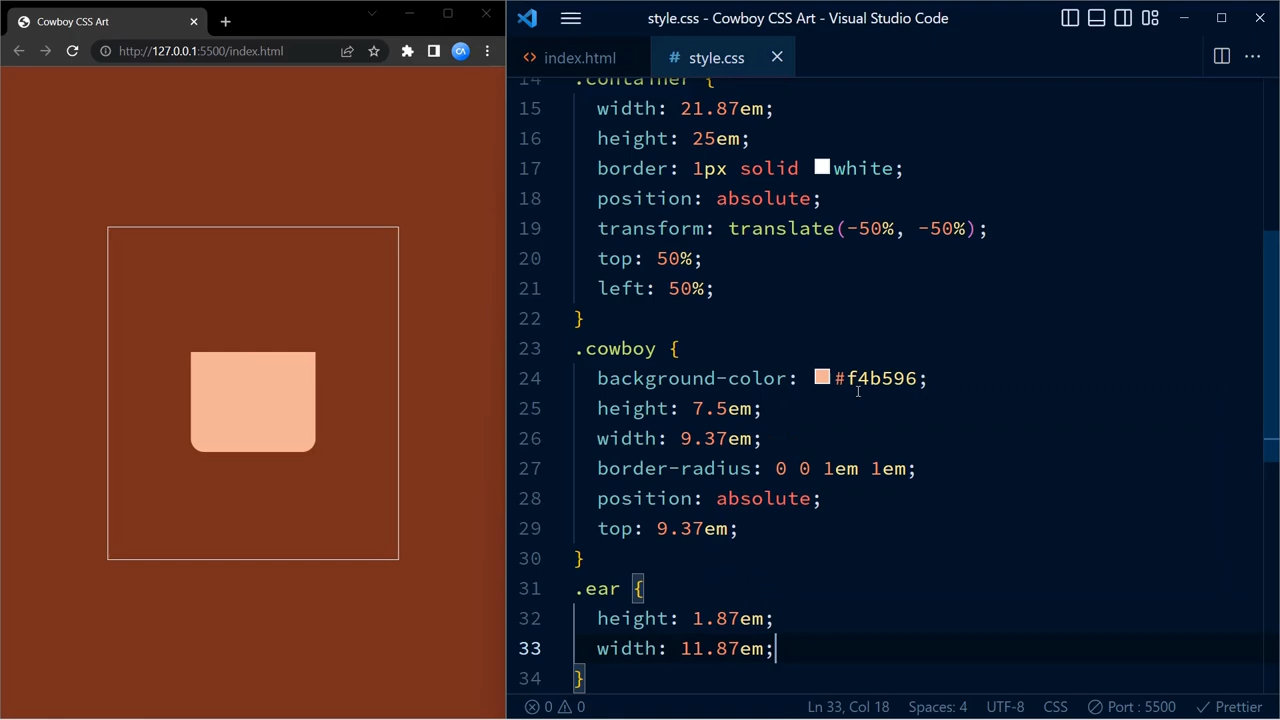 Cowboy CSS Art
http://127.0.0.1:5500/index.html
CA
style.css - Cowboy CSS Art - Visual Studio Code
<> index.html
# style.css
14 .container {
15 width: 21.87em;
16 height: 25em;
17 border: 1px solid white;
18 position: absolute;
19 transform: translate(-50%, -50%);
20 top: 50%;
21 left: 50%;
22 }
23 .cowboy {
24 background-color: #f4b596;
25 height: 7.5em;
26 width: 9.37em;
27 border-radius: 0 0 1em 1em;
28 position: absolute;
29 top: 9.37em;
30 }
31 .ear {
32 height: 1.87em;
33 width: 11.87em;
34 }
0 0 Ln 33, Col 18 Spaces: 4 UTF-8 CSS Port : 5500 Prettier